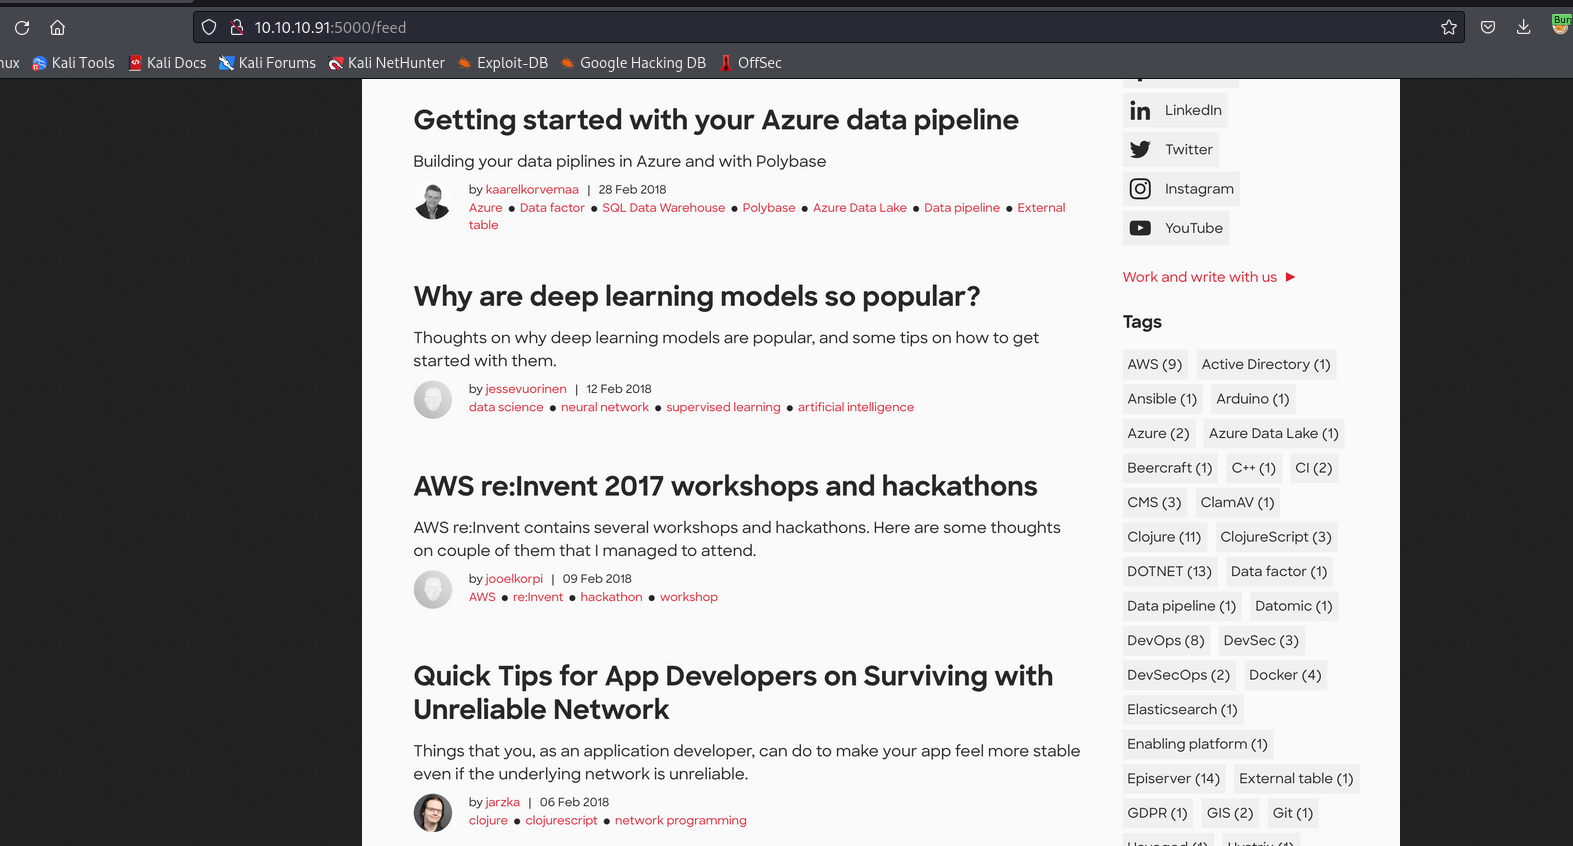 10.10.10.91:5000/feed
Kali Tools
Kali Docs
Kali Forums
Kali NetHunter
Exploit-DB
Google Hacking DB
OffSec
Getting started with your Azure data pipeline
Building your data piplines in Azure and with Polybase
by kaarelkorvemaa | 28 Feb 2018
Azure ● Data factor ● SQL Data Warehouse ● Polybase ● Azure Data Lake ● Data pipeline ● External
table
Why are deep learning models so popular?
Thoughts on why deep learning models are popular, and some tips on how to get
started with them.
by jessevuorinen | 12 Feb 2018
data science ● neural network ● supervised learning ● artificial intelligence
AWS re:Invent 2017 workshops and hackathons
AWS re:Invent contains several workshops and hackathons. Here are some thoughts
on couple of them that I managed to attend.
by jooelkorpi | 09 Feb 2018
AWS ● re:Invent ● hackathon ● workshop
Quick Tips for App Developers on Surviving with
Unreliable Network
Things that you, as an application developer, can do to make your app feel more stable
even if the underlying network is unreliable.
by jarzka | 06 Feb 2018
clojure ● clojurescript ● network programming
LinkedIn
Twitter
Instagram
YouTube
Work and write with us ►
Tags
AWS (9) Active Directory (1)
Ansible (1) Arduino (1)
Azure (2) Azure Data Lake (1)
Beercraft (1) C++ (1) CI (2)
CMS (3) ClamAV (1)
Clojure (11) ClojureScript (3)
DOTNET (13) Data factor (1)
Data pipeline (1) Datomic (1)
DevOps (8) DevSec (3)
DevSecOps (2) Docker (4)
Elasticsearch (1)
Enabling platform (1)
Episerver (14) External table (1)
GDPR (1) GIS (2) Git (1)